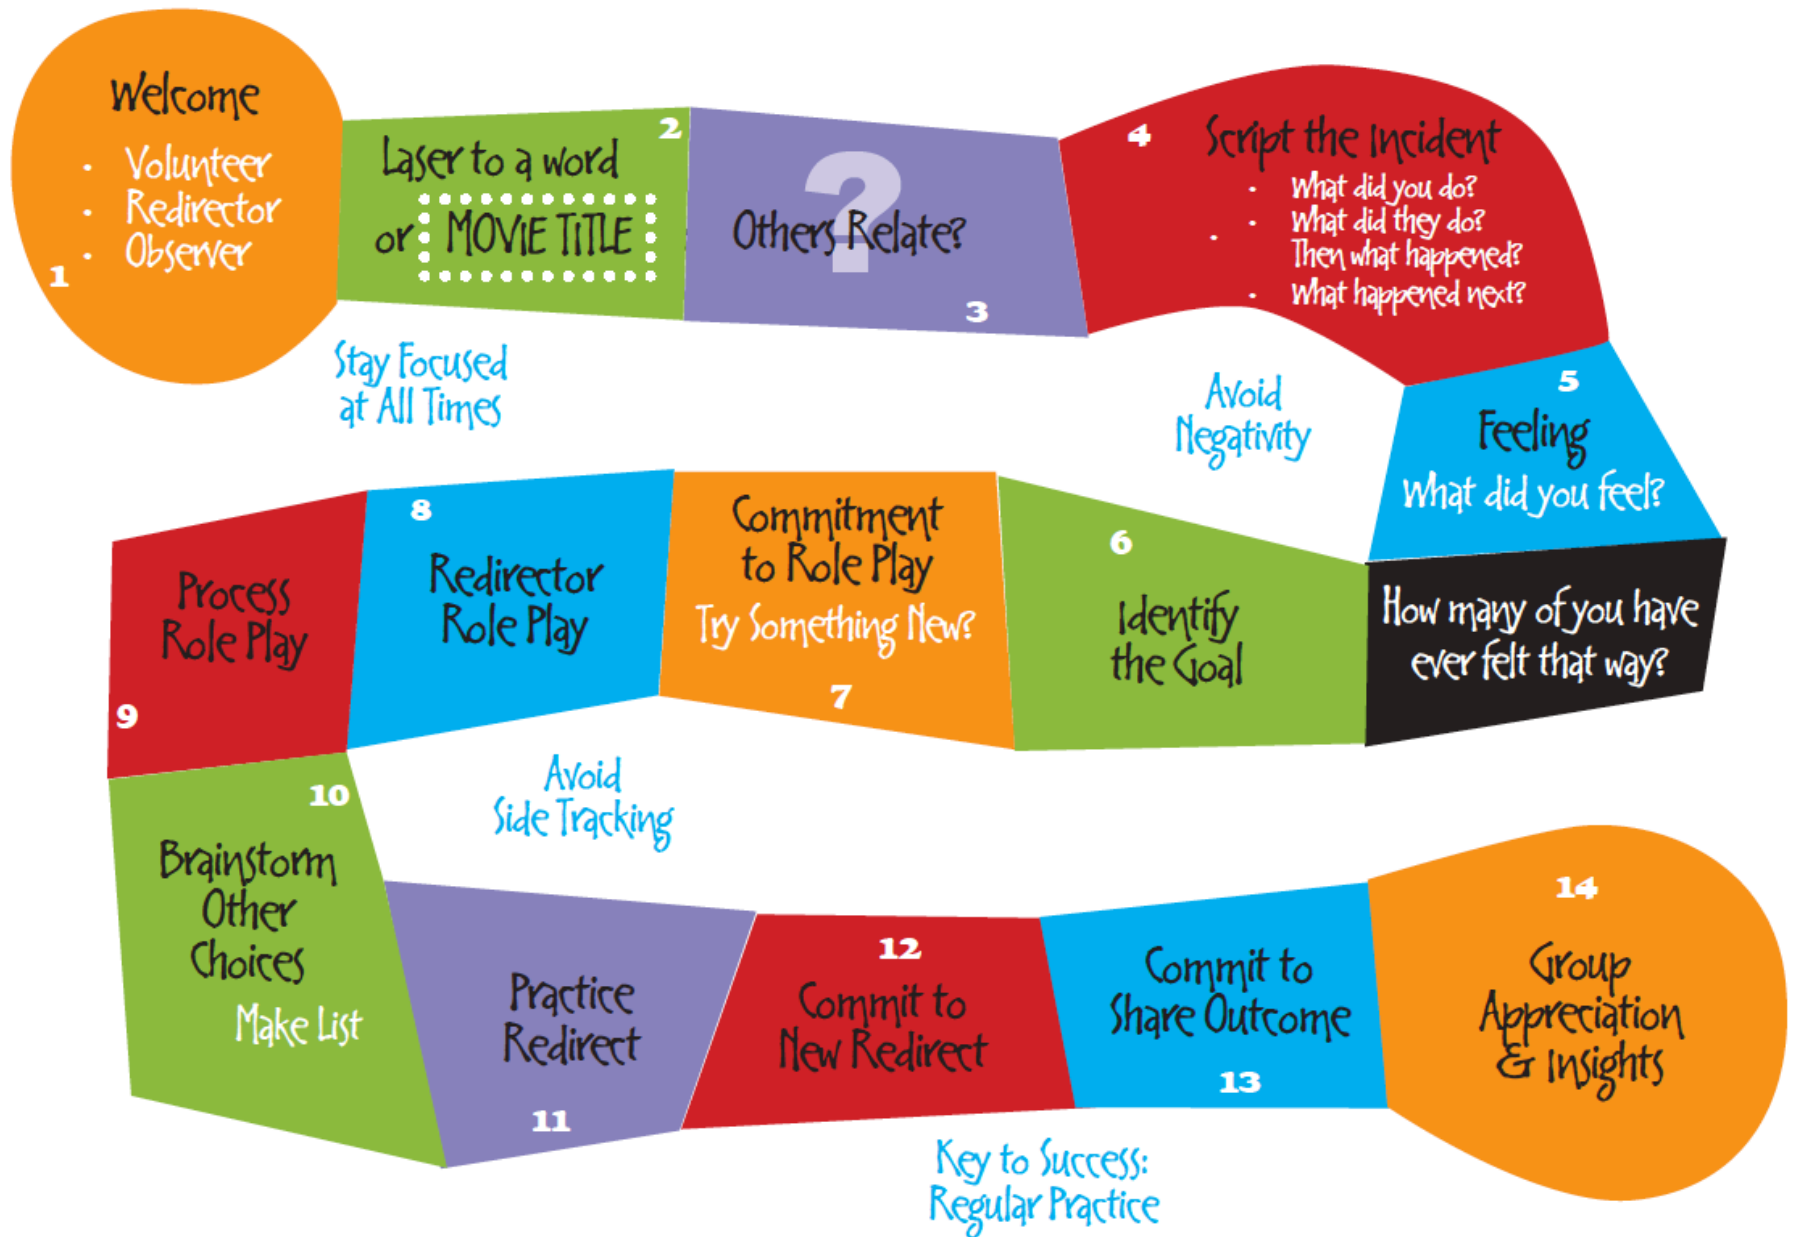 Welcome
• Volunteer
• Redirector
• Observer
1
2
Laser to a word
or MOVIE TITLE
?
Others Relate?
3
4
Script the Incident
• What did you do?
• What did they do?
• Then what happened?
• What happened next?
Stay Focused
at All Times
Avoid
Negativity
5
Feeling
What did you feel?
How many of you have
ever felt that way?
6
Identify
the Goal
Commitment
to Role Play
Try Something New?
7
8
Redirector
Role Play
Process
Role Play
9
Avoid
Side Tracking
10
Brainstorm
Other
Choices
Make List
Practice
Redirect
11
12
Commit to
New Redirect
Commit to
Share Outcome
13
14
Group
Appreciation
& Insights
Key to Success:
Regular Practice